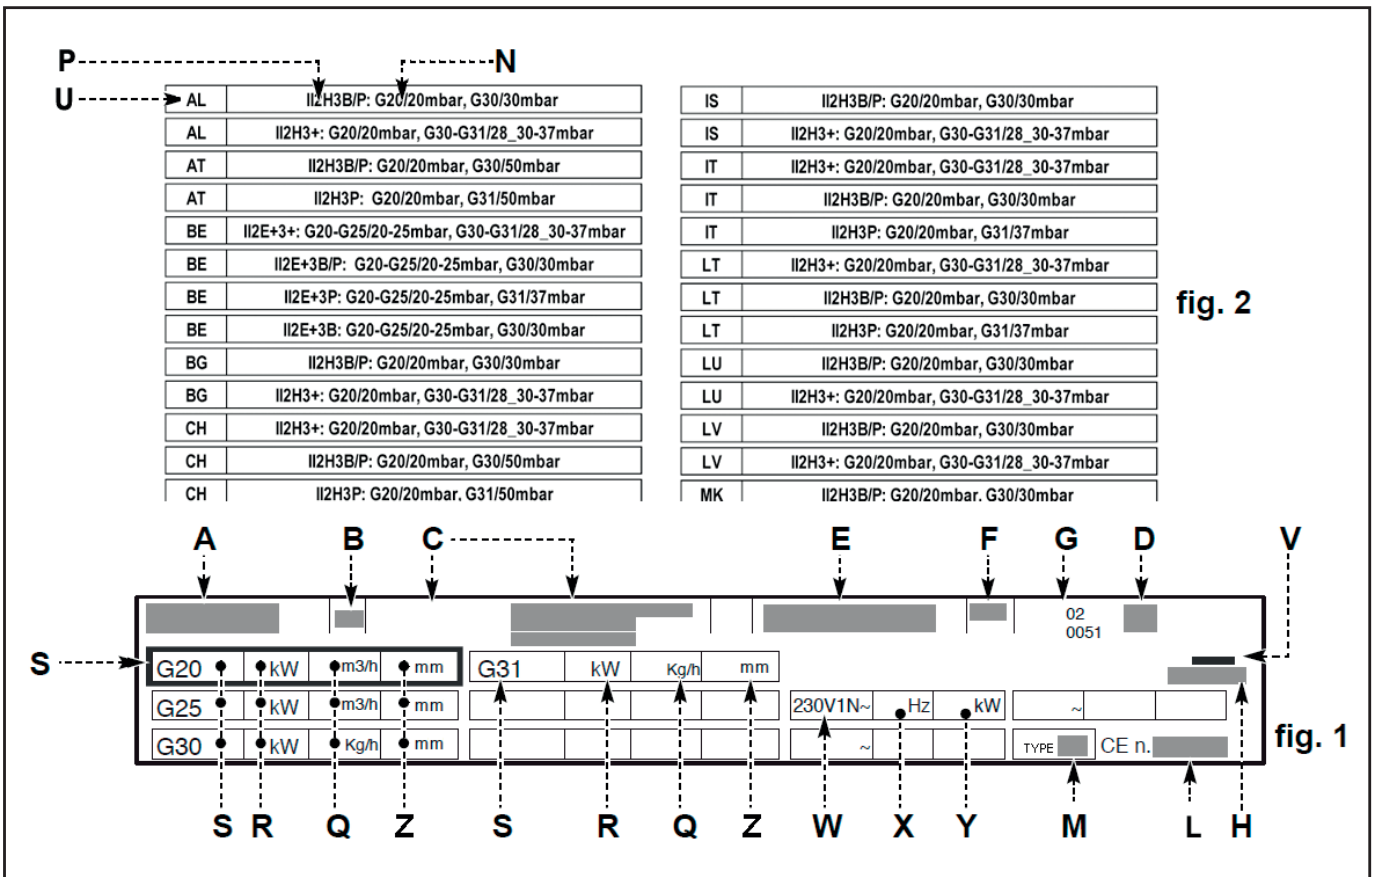 P N
U
AL II2H3B/P: G20/20mbar, G30/30mbar
AL II2H3+: G20/20mbar, G30-G31/28_30-37mbar
AT II2H3B/P: G20/20mbar, G30/50mbar
AT II2H3P: G20/20mbar, G31/50mbar
BE II2E+3+: G20-G25/20-25mbar, G30-G31/28_30-37mbar
BE II2E+3B/P: G20-G25/20-25mbar, G30/30mbar
BE II2E+3P: G20-G25/20-25mbar, G31/37mbar
BE II2E+3B: G20-G25/20-25mbar, G30/30mbar
BG II2H3B/P: G20/20mbar, G30/30mbar
BG II2H3+: G20/20mbar, G30-G31/28_30-37mbar
CH II2H3+: G20/20mbar, G30-G31/28_30-37mbar
CH II2H3B/P: G20/20mbar, G30/50mbar
CH II2H3P: G20/20mbar, G31/50mbar
IS II2H3B/P: G20/20mbar, G30/30mbar
IS II2H3+: G20/20mbar, G30-G31/28_30-37mbar
IT II2H3+: G20/20mbar, G30-G31/28_30-37mbar
IT II2H3B/P: G20/20mbar, G30/30mbar
IT II2H3P: G20/20mbar, G31/37mbar
LT II2H3+: G20/20mbar, G30-G31/28_30-37mbar
LT II2H3B/P: G20/20mbar, G30/30mbar
LT II2H3P: G20/20mbar, G31/37mbar
LU II2H3B/P: G20/20mbar, G30/30mbar
LU II2H3+: G20/20mbar, G30-G31/28_30-37mbar
LV II2H3B/P: G20/20mbar, G30/30mbar
LV II2H3+: G20/20mbar, G30-G31/28_30-37mbar
MK II2H3B/P: G20/20mbar, G30/30mbar
fig. 2
A B C E F G D V
02
0051
S
G20 kW m3/h mm G31 kW Kg/h mm
G25 kW m3/h mm 230V1N~ Hz kW ~
G30 kW Kg/h mm ~ TYPE CE n.
fig. 1
S R Q Z S R Q Z W X Y M L H